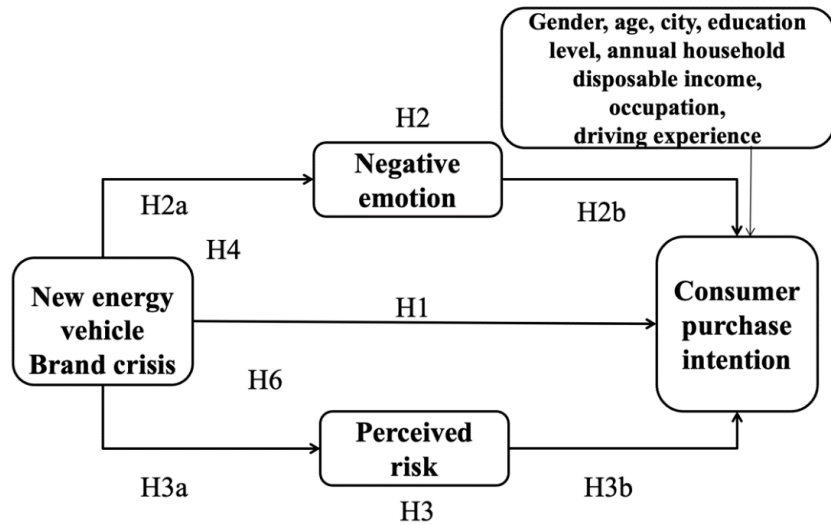 Gender, age, city, education
level, annual household
disposable income,
occupation,
driving experience
H2
Negative
emotion
H2a
H2b
H4
New energy
vehicle
Brand crisis
H1
Consumer
purchase
intention
H6
Perceived
risk
H3a
H3b
H3